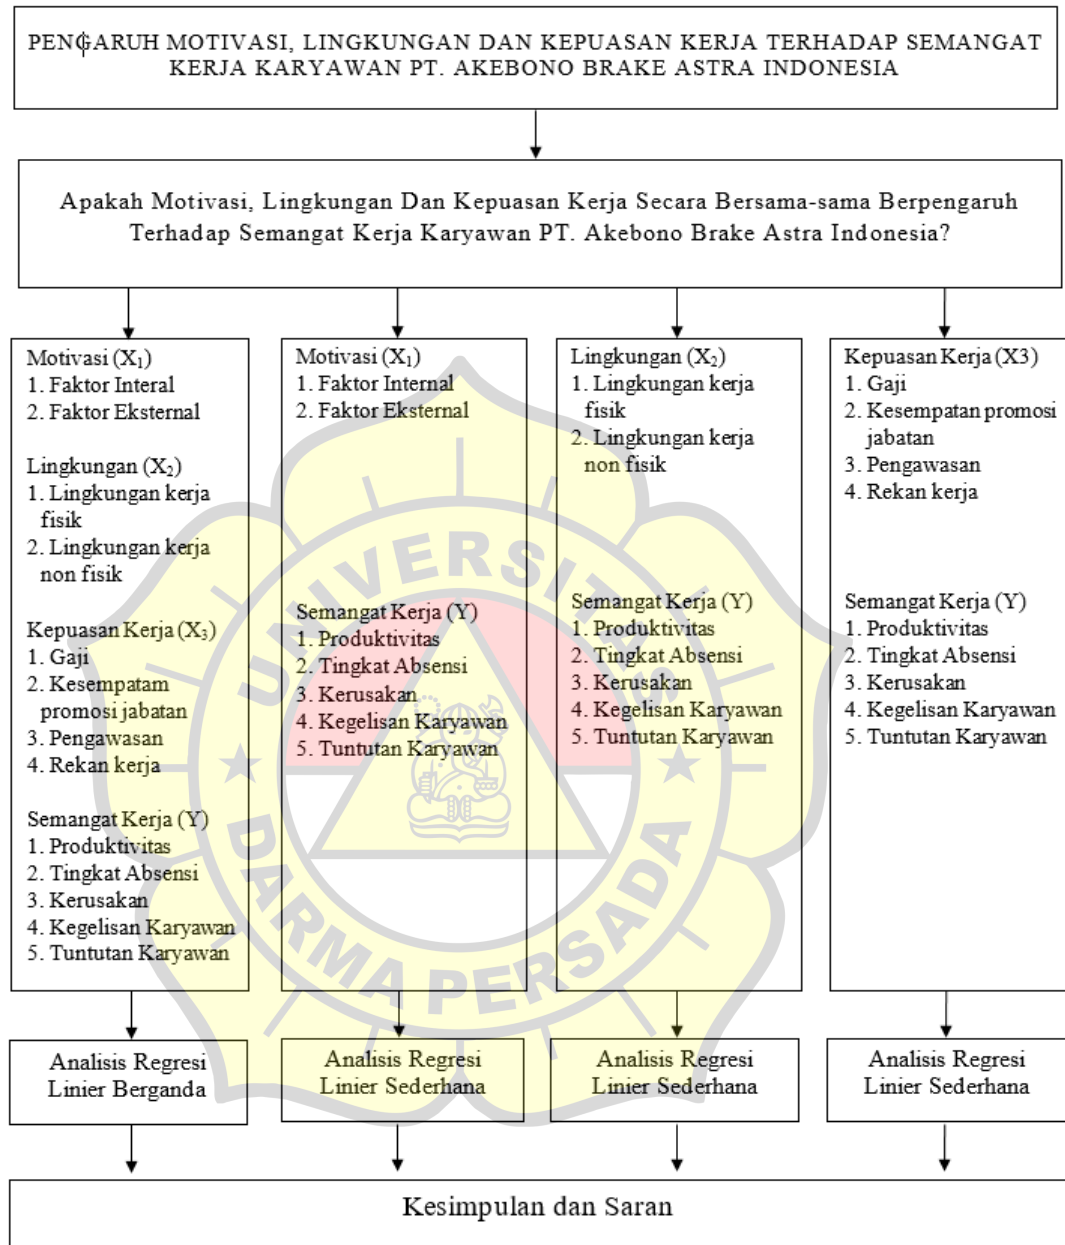 PENGARUH MOTIVASI, LINGKUNGAN DAN KEPUASAN KERJA TERHADAP SEMANGAT
KERJA KARYAWAN PT. AKEBONO BRAKE ASTRA INDONESIA
Apakah Motivasi, Lingkungan Dan Kepuasan Kerja Secara Bersama-sama Berpengaruh
Terhadap Semangat Kerja Karyawan PT. Akebono Brake Astra Indonesia?
Motivasi (X₁)
1. Faktor Interal
2. Faktor Eksternal
Lingkungan (X₂)
1. Lingkungan kerja
fisik
2. Lingkungan kerja
non fisik
Kepuasan Kerja (X₃)
1. Gaji
2. Kesempatam
promosi jabatan
3. Pengawasan
4. Rekan kerja
Semangat Kerja (Y)
1. Produktivitas
2. Tingkat Absensi
3. Kerusakan
4. Kegelisan Karyawan
5. Tuntutan Karyawan
Motivasi (X₁)
1. Faktor Internal
2. Faktor Eksternal
Semangat Kerja (Y)
1. Produktivitas
2. Tingkat Absensi
3. Kerusakan
4. Kegelisan Karyawan
5. Tuntutan Karyawan
Lingkungan (X₂)
1. Lingkungan kerja
fisik
2. Lingkungan kerja
non fisik
Semangat Kerja (Y)
1. Produktivitas
2. Tingkat Absensi
3. Kerusakan
4. Kegelisan Karyawan
5. Tuntutan Karyawan
Kepuasan Kerja (X3)
1. Gaji
2. Kesempatan promosi
jabatan
3. Pengawasan
4. Rekan kerja
Semangat Kerja (Y)
1. Produktivitas
2. Tingkat Absensi
3. Kerusakan
4. Kegelisan Karyawan
5. Tuntutan Karyawan
Analisis Regresi
Linier Berganda
Analisis Regresi
Linier Sederhana
Analisis Regresi
Linier Sederhana
Analisis Regresi
Linier Sederhana
Kesimpulan dan Saran
UNIVERSITAS
DARMA PERSADA